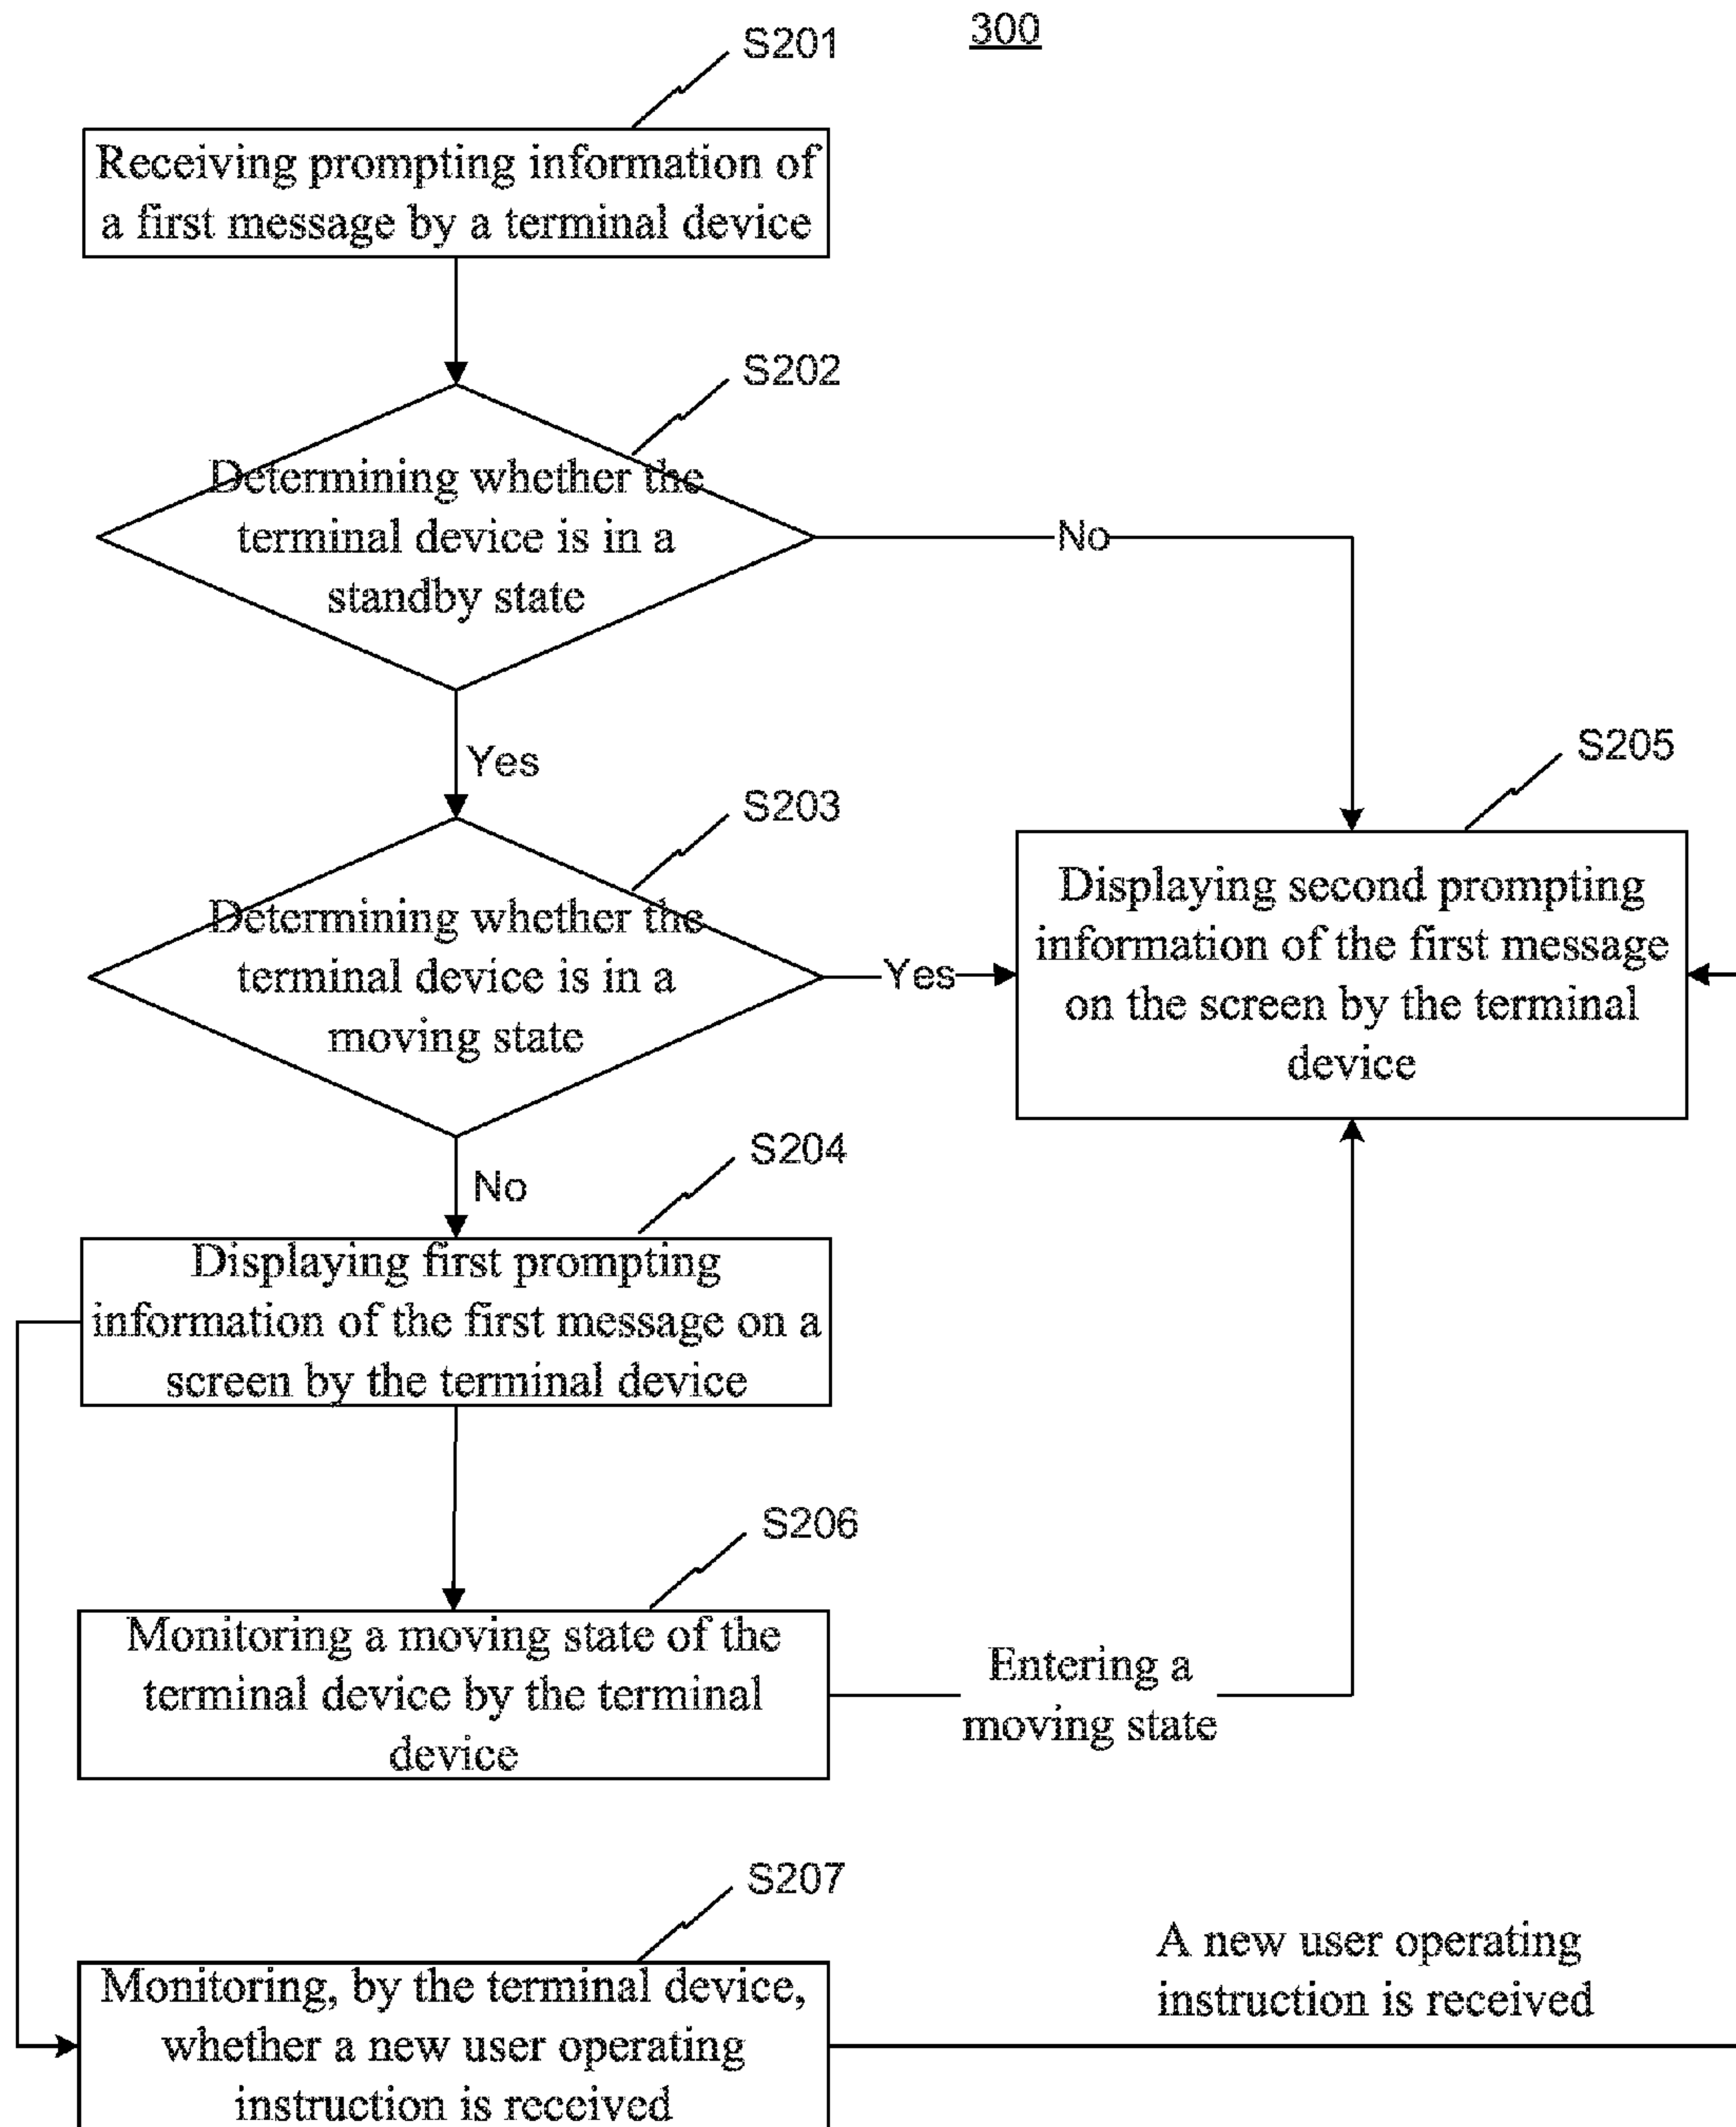 300
S201
Receiving prompting information of
a first message by a terminal device
S202
Determining whether the
terminal device is in a
standby state
No
Yes
S205
S203
Displaying second prompting
information of the first message
on the screen by the terminal
device
Determining whether the
terminal device is in a
moving state
Yes
S204
No
Displaying first prompting
information of the first message on a
screen by the terminal device
S206
Monitoring a moving state of the
terminal device by the terminal
device
Entering a
moving state
S207
A new user operating
instruction is received
Monitoring, by the terminal device,
whether a new user operating
instruction is received